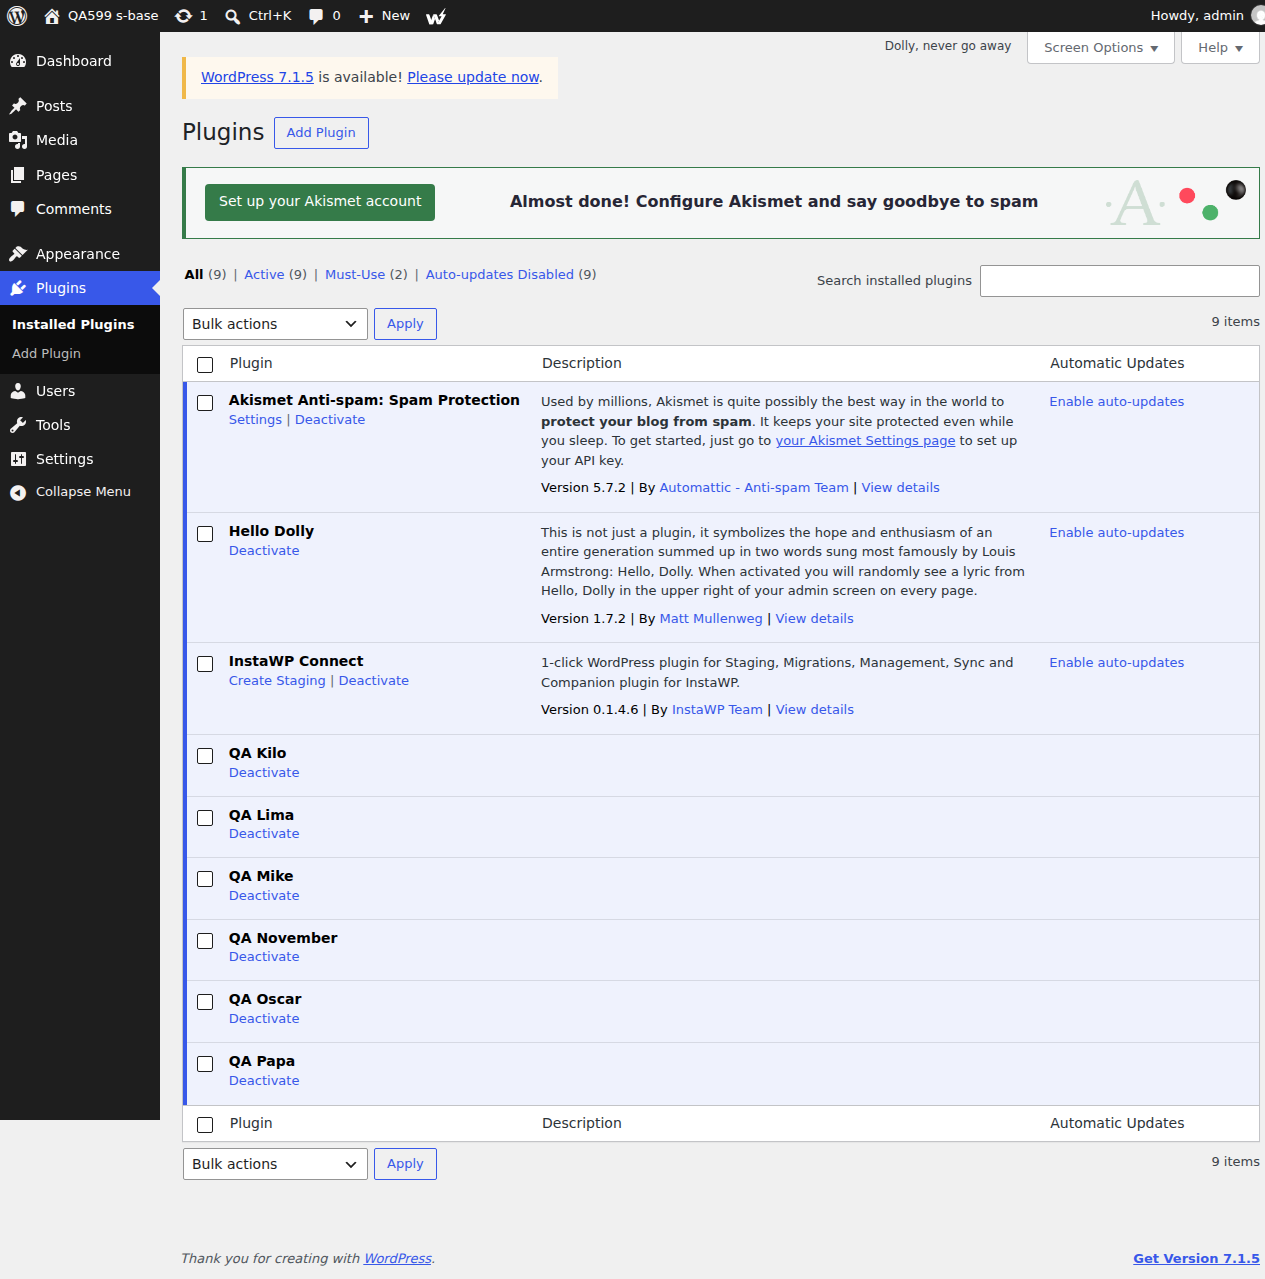 QA599 s-base 1 Ctrl+K 0 New Howdy, admin
Dashboard
Posts
Media
Pages
Comments
Appearance
Plugins
Installed Plugins
Add Plugin
Users
Tools
Settings
Collapse Menu
Dolly, never go away Screen Options Help
WordPress 7.1.5 is available! Please update now.
Plugins Add Plugin
Set up your Akismet account Almost done! Configure Akismet and say goodbye to spam ·A·
All (9) | Active (9) | Must-Use (2) | Auto-updates Disabled (9)
Search installed plugins
Bulk actions Apply 9 items
Plugin Description Automatic Updates
Akismet Anti-spam: Spam Protection
Settings | Deactivate
Used by millions, Akismet is quite possibly the best way in the world to
protect your blog from spam. It keeps your site protected even while
you sleep. To get started, just go to your Akismet Settings page to set up
your API key.
Version 5.7.2 | By Automattic - Anti-spam Team | View details
Enable auto-updates
Hello Dolly
Deactivate
This is not just a plugin, it symbolizes the hope and enthusiasm of an
entire generation summed up in two words sung most famously by Louis
Armstrong: Hello, Dolly. When activated you will randomly see a lyric from
Hello, Dolly in the upper right of your admin screen on every page.
Version 1.7.2 | By Matt Mullenweg | View details
Enable auto-updates
InstaWP Connect
Create Staging | Deactivate
1-click WordPress plugin for Staging, Migrations, Management, Sync and
Companion plugin for InstaWP.
Version 0.1.4.6 | By InstaWP Team | View details
Enable auto-updates
QA Kilo
Deactivate
QA Lima
Deactivate
QA Mike
Deactivate
QA November
Deactivate
QA Oscar
Deactivate
QA Papa
Deactivate
Plugin Description Automatic Updates
Bulk actions Apply 9 items
Thank you for creating with WordPress. Get Version 7.1.5